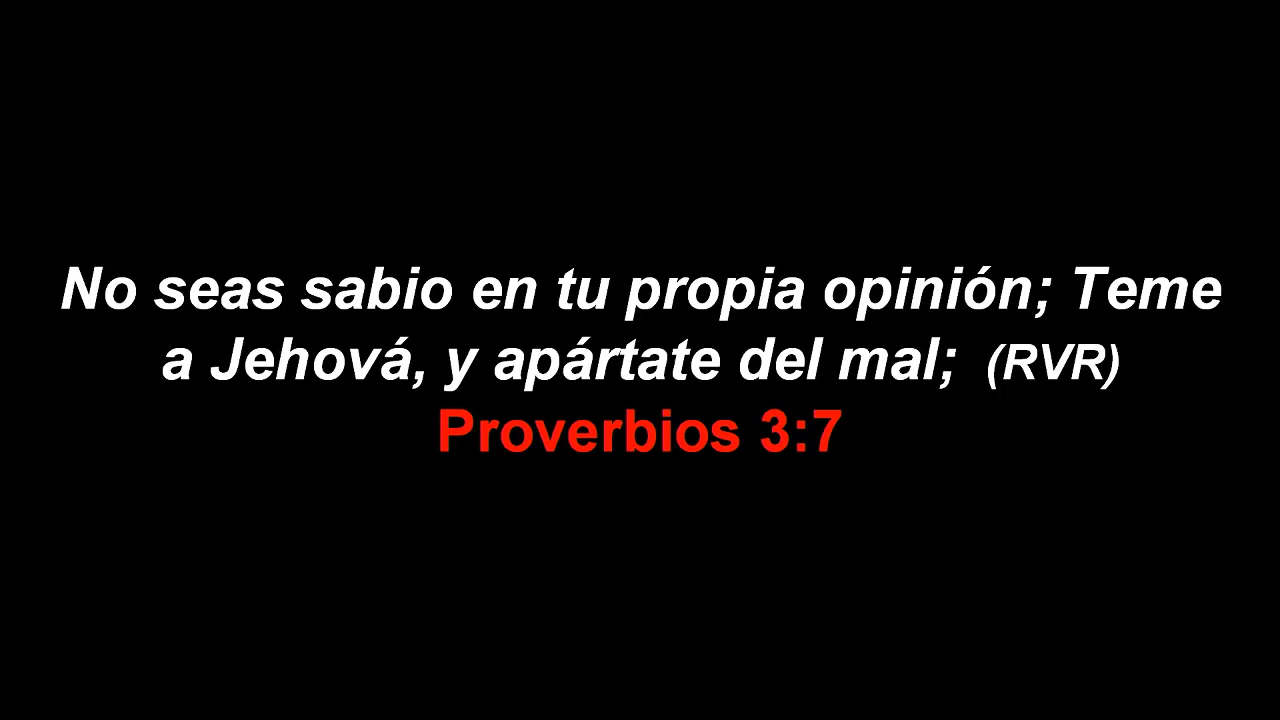 No seas sabio en tu propia opinión; Teme
a Jehová, y apártate del mal; (RVR)
Proverbios 3:7